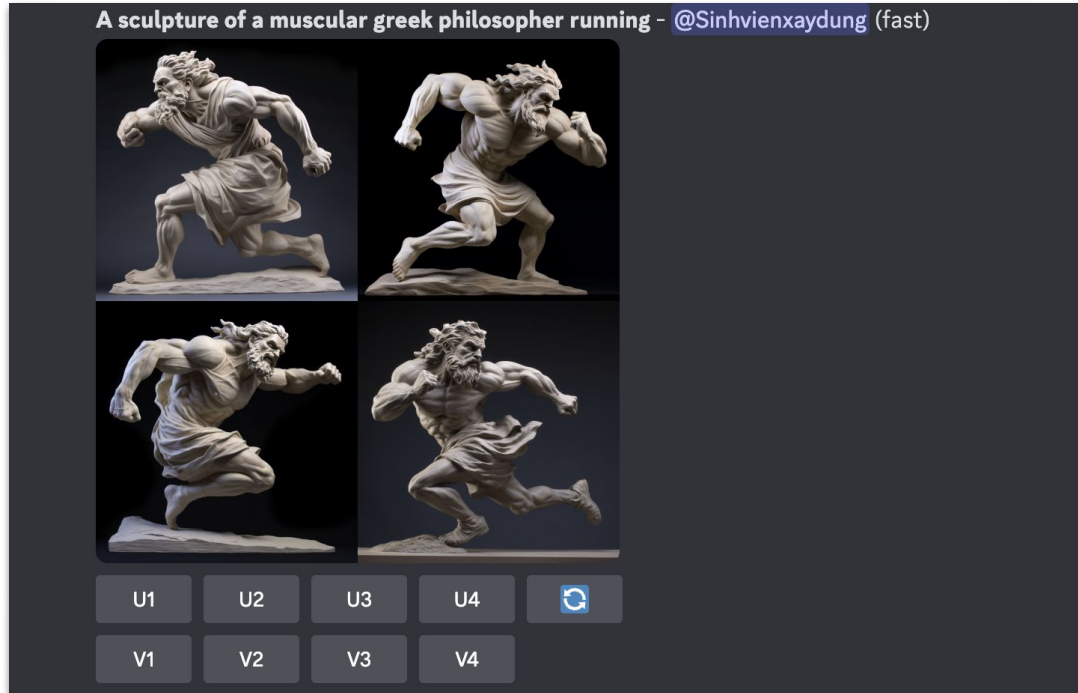 A sculpture of a muscular greek philosopher running - @Sinhvienxaydung (fast)
U1 U2 U3 U4
V1 V2 V3 V4